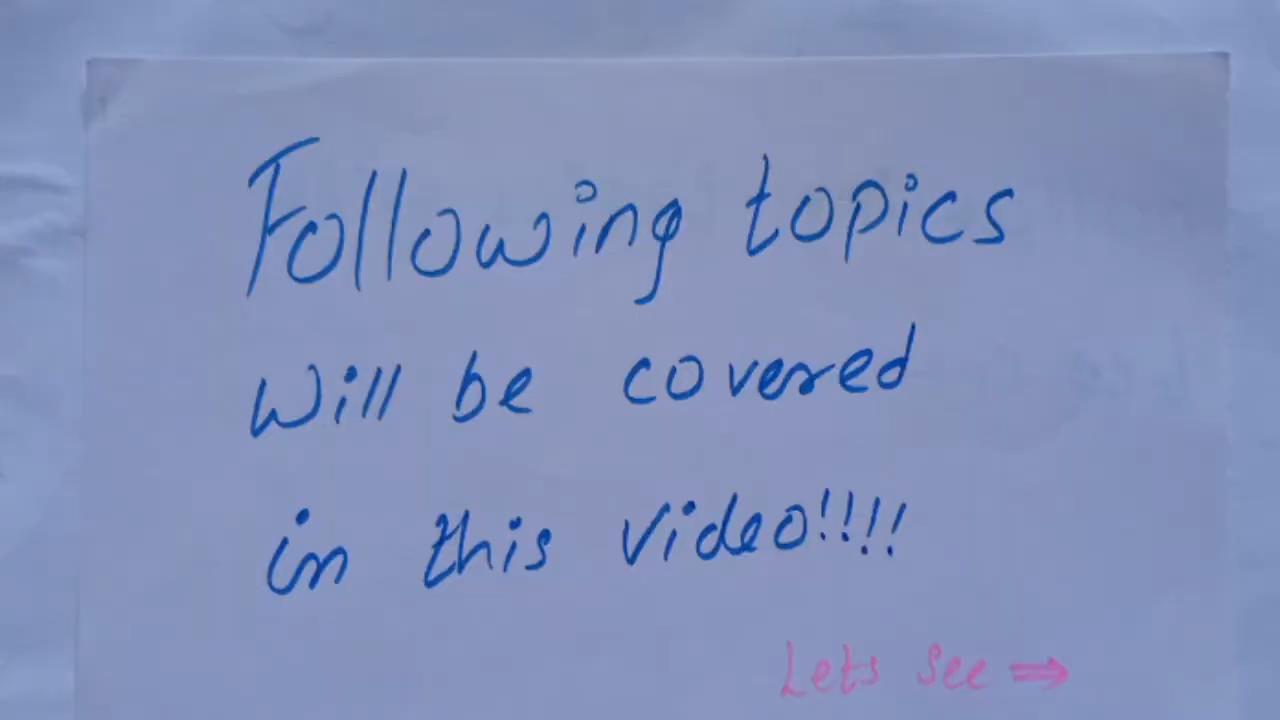 Following topics
will be covered
in this video!!!!
Lets See ⇒